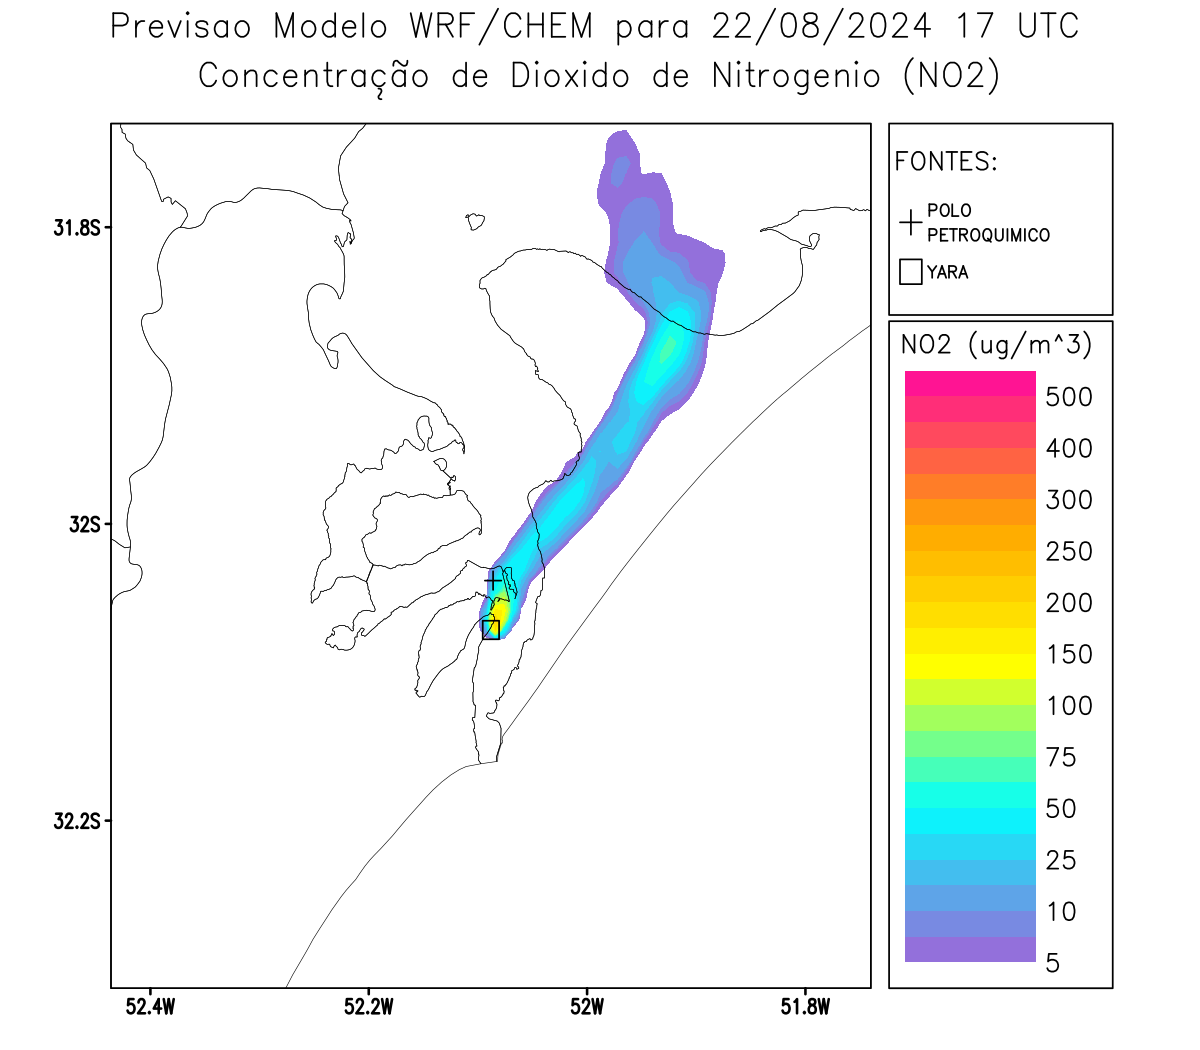 Previsao Modelo WRF/CHEM para 22/08/2024 17 UTC
Concentração de Dioxido de Nitrogenio (NO2)
FONTES:
POLO
PETROQUIMICO
YARA
NO2 (ug/m^3)
500
400
300
250
200
150
100
75
50
25
10
5
31.8S
32S
32.2S
52.4W
52.2W
52W
51.8W